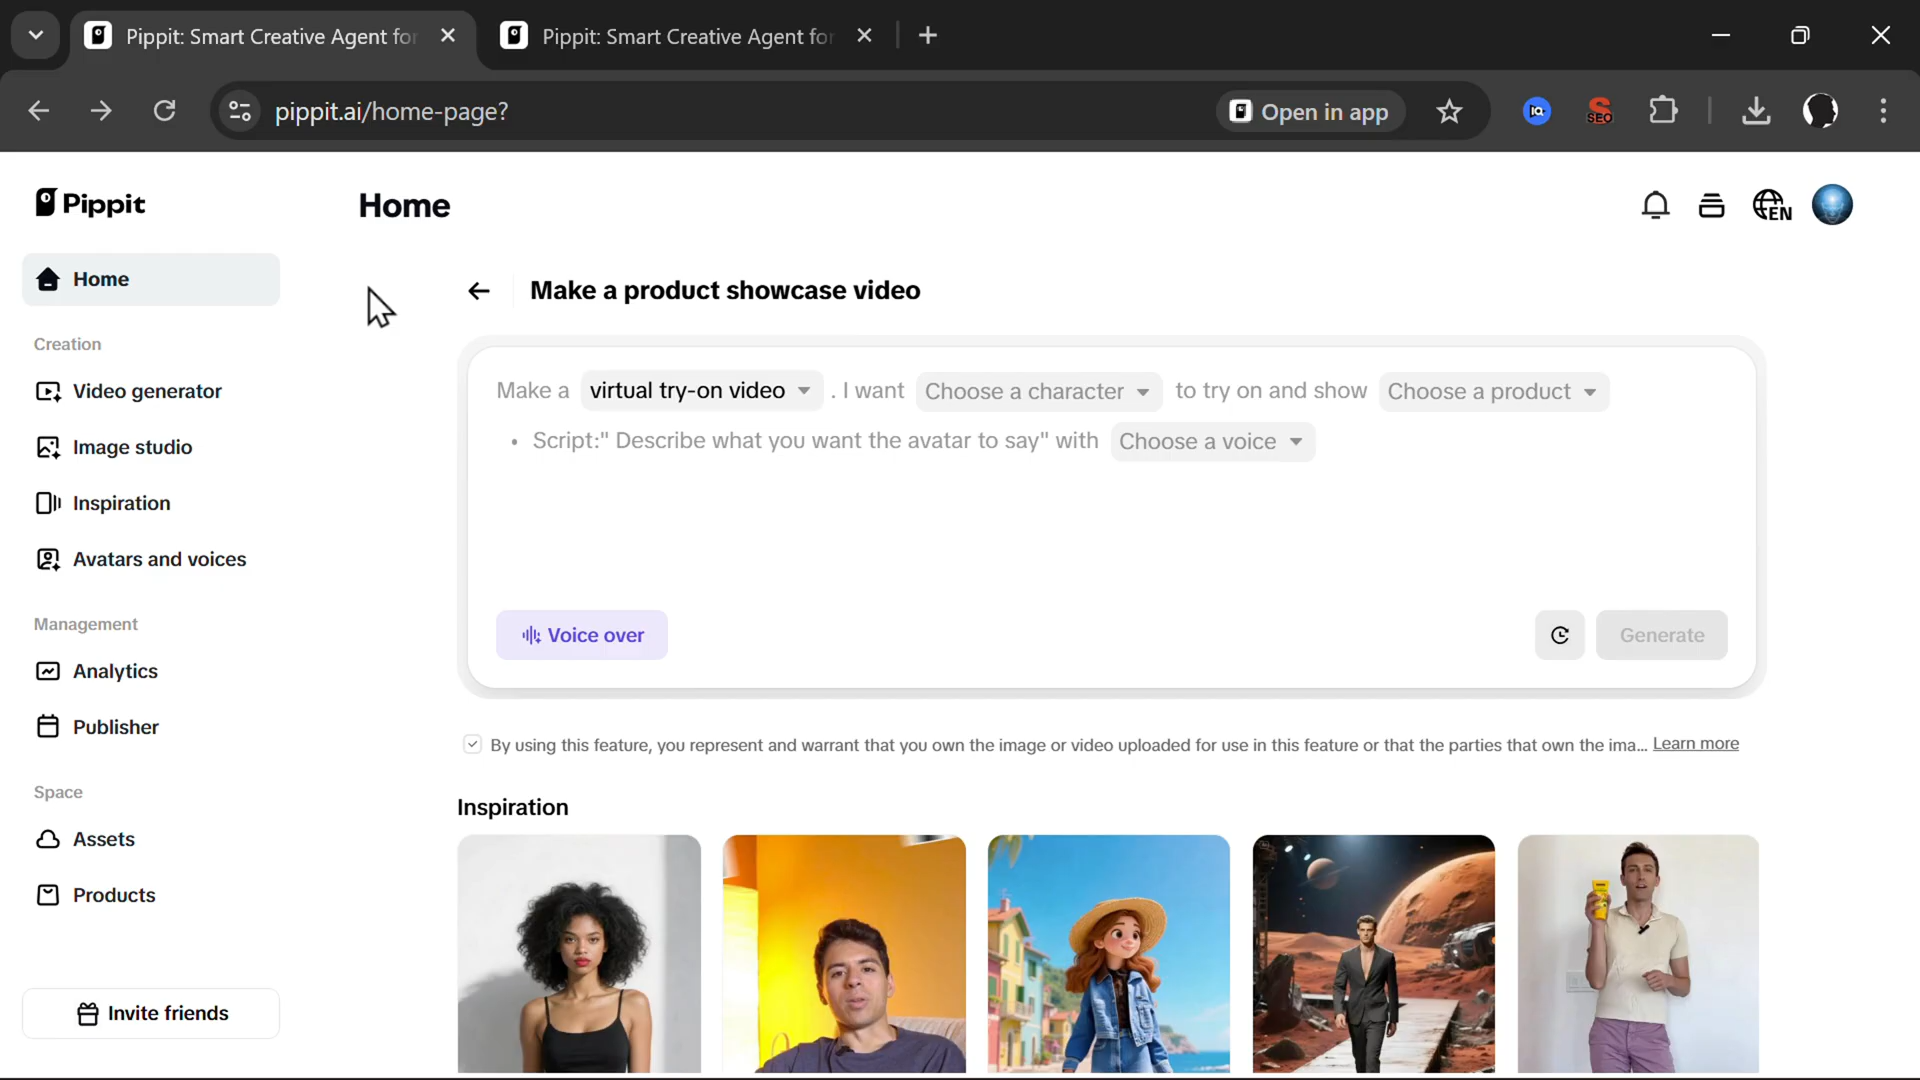 Pippit: Smart Creative Agent for
Pippit: Smart Creative Agent for
pippit.ai/home-page?
Open in app
IQ
SEO
Pippit
Home
EN
Home
Make a product showcase video
Creation
Make a virtual try-on video . I want Choose a character to try on and show Choose a product
Video generator
• Script:" Describe what you want the avatar to say" with Choose a voice
Image studio
Inspiration
Avatars and voices
Management
Voice over
Generate
Analytics
Publisher
By using this feature, you represent and warrant that you own the image or video uploaded for use in this feature or that the parties that own the ima... Learn more
Space
Inspiration
Assets
Products
Invite friends